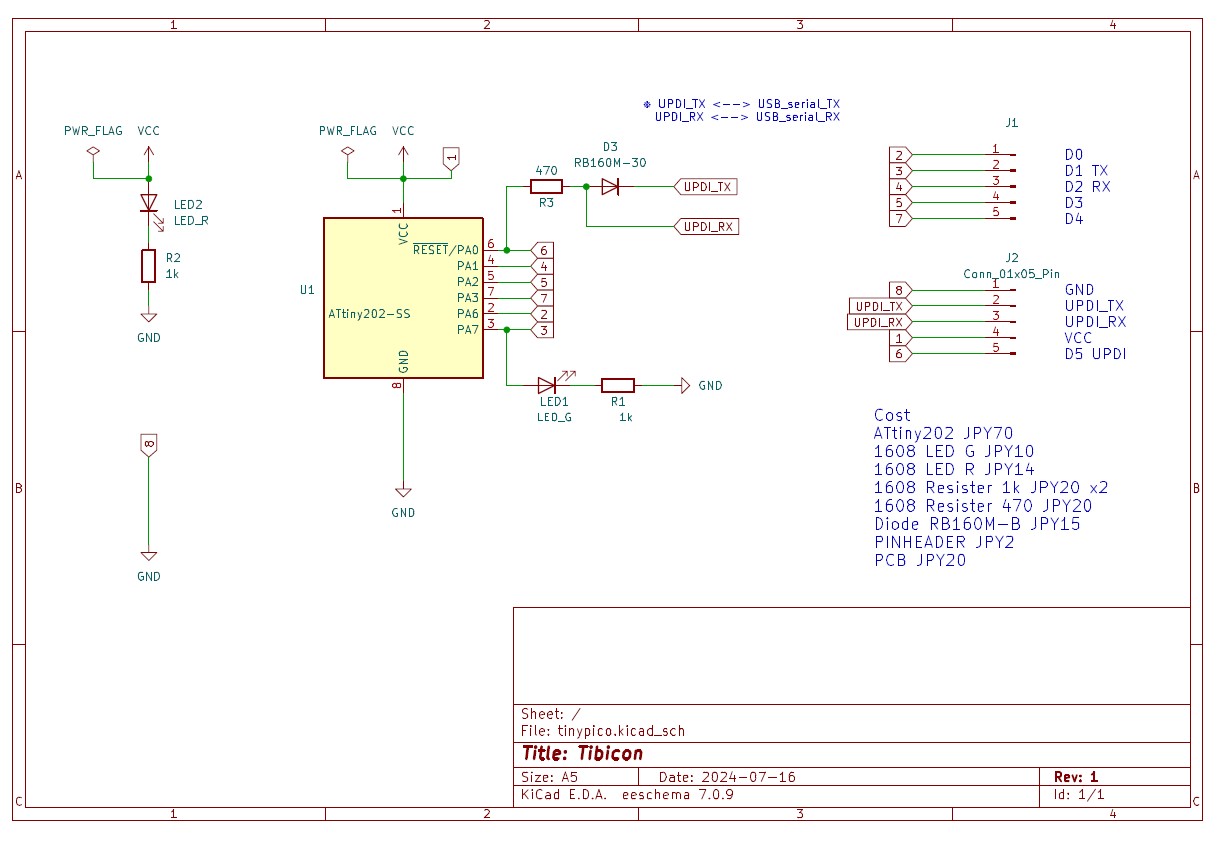 1 2 3 4
※ UPDI_TX <--> USB_serial_TX
UPDI_RX <--> USB_serial_RX
PWR_FLAG VCC
LED2
LED_R
R2
1k
GND
8
GND
PWR_FLAG VCC
1
1
VCC
U1
ATtiny202-SS
RESET/PA0 6 6
PA1 4 4
PA2 5 5
PA3 7 7
PA6 2 2
PA7 3 3
GND
8
GND
470
R3
D3
RB160M-30
UPDI_TX
UPDI_RX
LED1
LED_G
R1
1k
GND
J1
2 1 D0
3 2 D1 TX
4 3 D2 RX
5 4 D3
7 5 D4
J2
Conn_01x05_Pin
8 1 GND
UPDI_TX 2 UPDI_TX
UPDI_RX 3 UPDI_RX
1 4 VCC
6 5 D5 UPDI
Cost
ATtiny202 JPY70
1608 LED G JPY10
1608 LED R JPY14
1608 Resister 1k JPY20 x2
1608 Resister 470 JPY20
Diode RB160M-B JPY15
PINHEADER JPY2
PCB JPY20
A A
B B
C C
Sheet: /
File: tinypico.kicad_sch
Title: Tibicon
Size: A5 Date: 2024-07-16 Rev: 1
KiCad E.D.A. eeschema 7.0.9 Id: 1/1
1 2 3 4